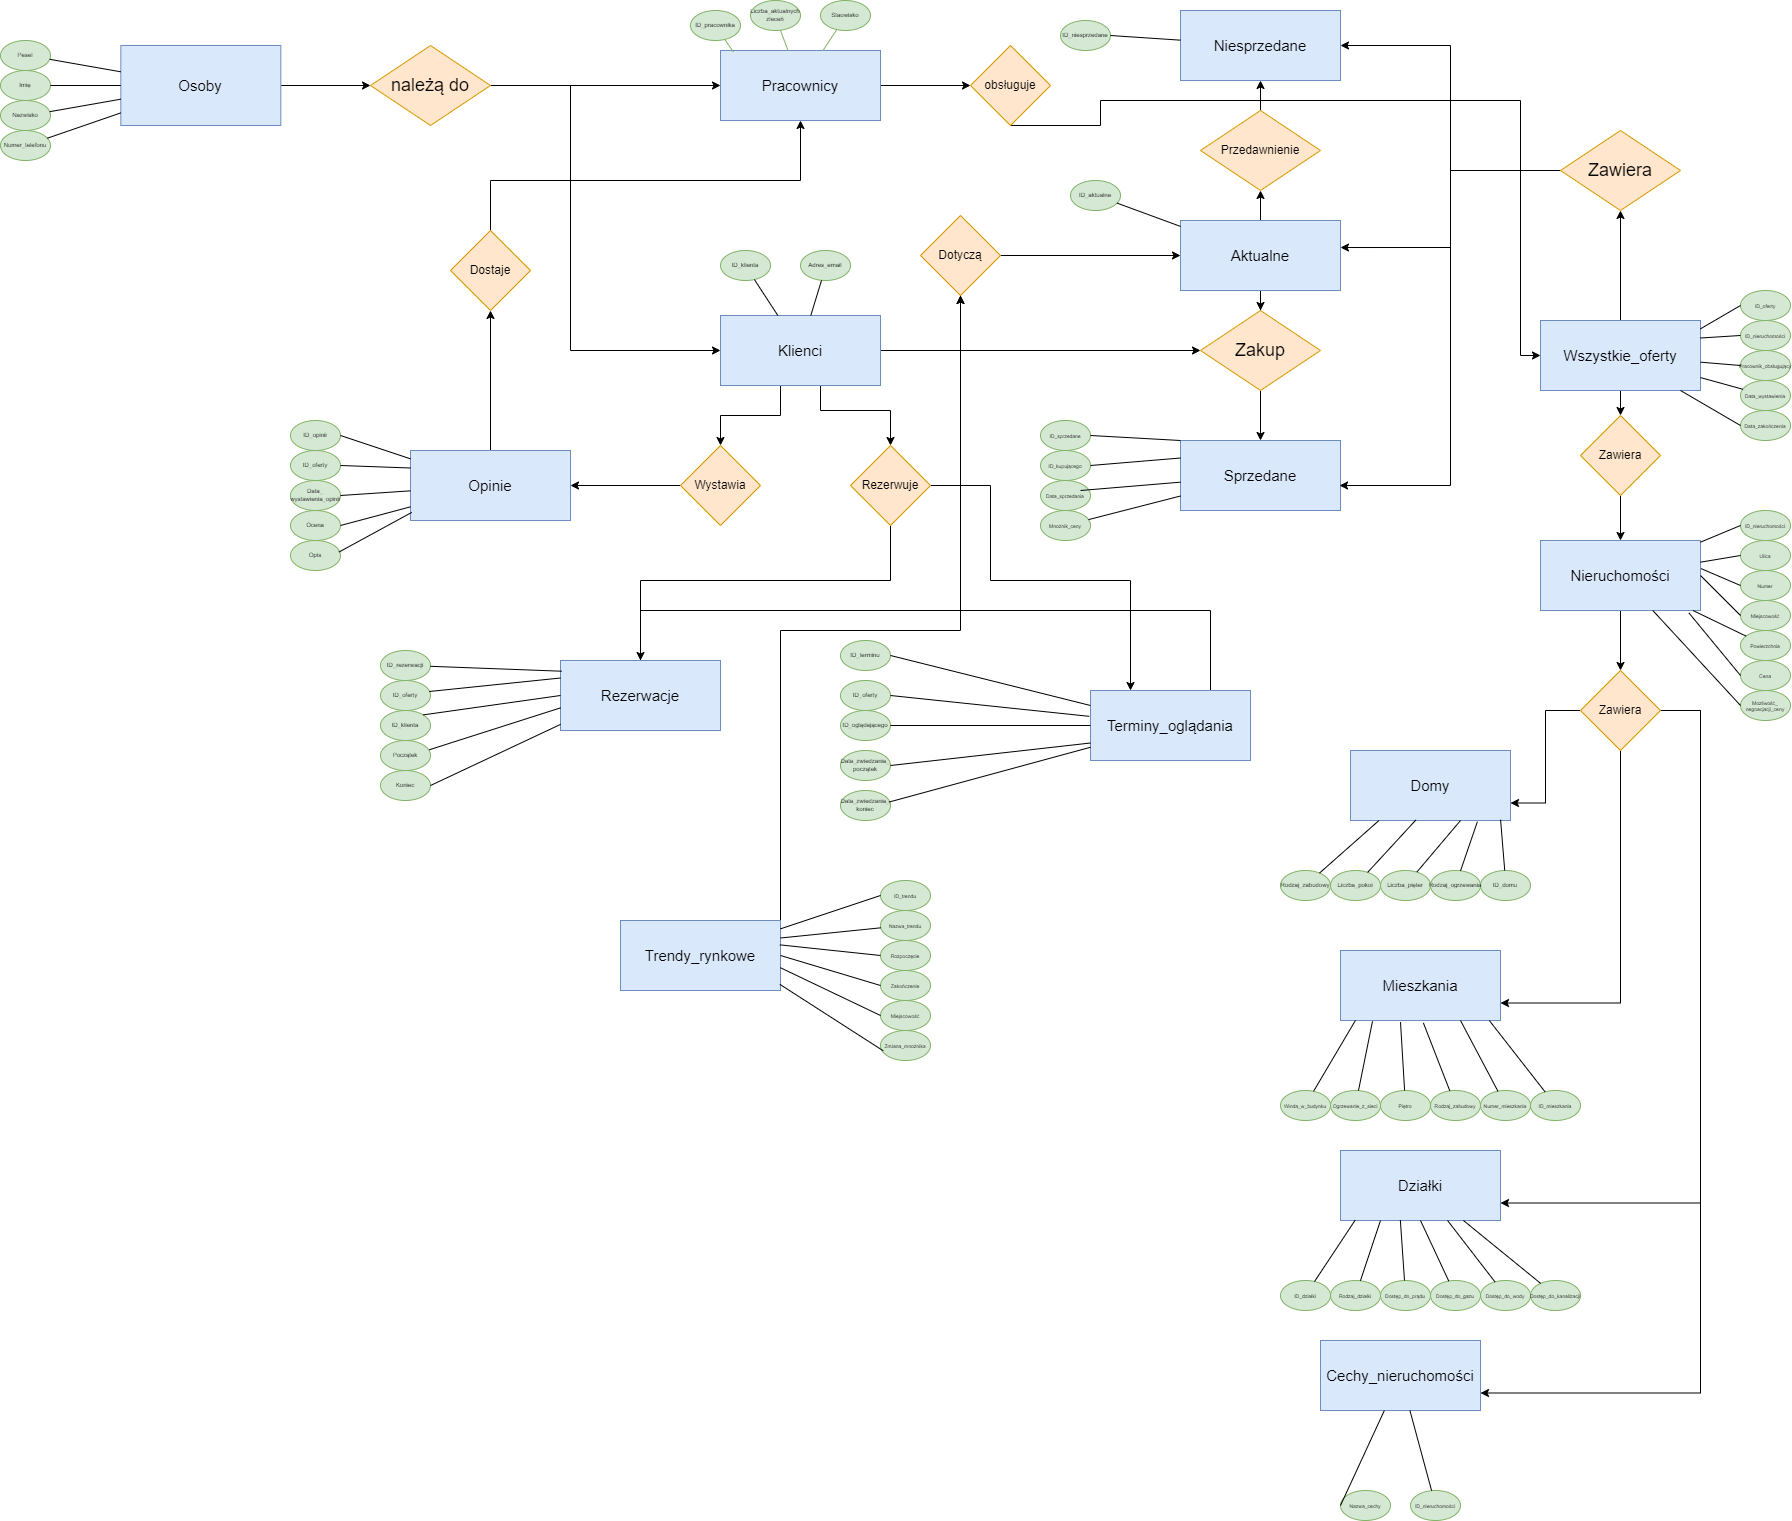 ID_pracownika
Liczba_aktualnych
zleceń
Stanowisko
Pesel
Imię
Nazwisko
Numer_telefonu
Osoby
należą do
Pracownicy
obsługuje
ID_niesprzedane
Niesprzedane
Przedawnienie
Zawiera
ID_aktualne
Aktualne
Dotyczą
Dostaje
ID_klienta
Adres_email
Klienci
Zakup
Wszystkie_oferty
ID_oferty
ID_nieruchomości
Pracownik_obsługujący
Data_wystawienia
Data_zakończenia
Zawiera
ID_opinii
ID_oferty
Data_
wystawienia_opinii
Ocena
Opis
Opinie
Wystawia
Rezerwuje
ID_sprzedane
ID_kupującego
Data_sprzedania
Mnożnik_ceny
Sprzedane
Nieruchomości
ID_nieruchomości
Ulica
Numer
Miejscowość
Powierzchnia
Cena
Możliwość_
negocjacji_ceny
Zawiera
ID_rezerwacji
ID_oferty
ID_klienta
Początek
Koniec
Rezerwacje
ID_terminu
ID_oferty
ID_oglądającego
Data_zwiedzania_
początek
Data_zwiedzania_
koniec
Terminy_oglądania
Domy
Rodzaj_zabudowy
Liczba_pokoi
Liczba_pięter
Rodzaj_ogrzewania
ID_domu
Trendy_rynkowe
ID_trendu
Nazwa_trendu
Rozpoczęcie
Zakończenie
Miejscowość
Zmiana_mnożnika
Mieszkania
Winda_w_budynku
Ogrzewanie_z_sieci
Piętro
Rodzaj_zabudowy
Numer_mieszkania
ID_mieszkania
Działki
ID_działki
Rodzaj_działki
Dostęp_do_prądu
Dostęp_do_gazu
Dostęp_do_wody
Dostęp_do_kanalizacji
Cechy_nieruchomości
Nazwa_cechy
ID_nieruchomości